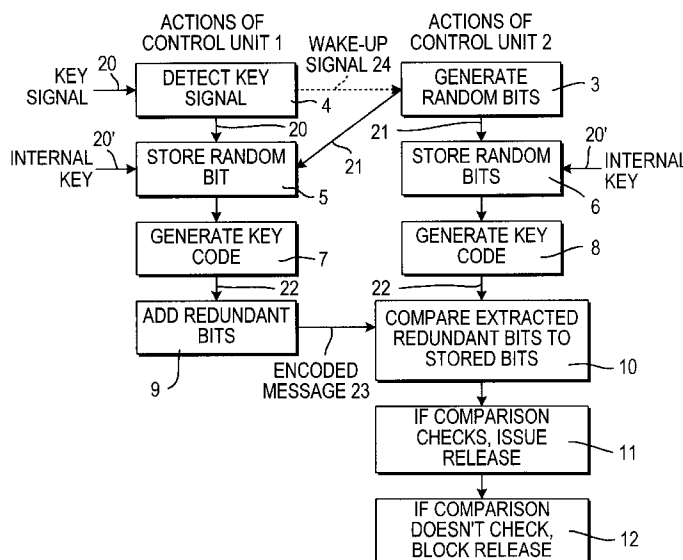 ACTIONS OF
CONTROL UNIT 1
ACTIONS OF
CONTROL UNIT 2
WAKE-UP
SIGNAL 24
KEY
SIGNAL
20
DETECT KEY
SIGNAL
4
GENERATE
RANDOM BITS
3
20
21
21
20'
INTERNAL
KEY
STORE RANDOM
BIT
5
STORE RANDOM
BITS
6
20'
INTERNAL
KEY
GENERATE KEY
CODE
7
GENERATE KEY
CODE
8
22
22
ADD REDUNDANT
BITS
9
ENCODED
MESSAGE 23
COMPARE EXTRACTED
REDUNDANT BITS TO
STORED BITS
10
IF COMPARISON
CHECKS, ISSUE
RELEASE
11
IF COMPARISON
DOESN'T CHECK,
BLOCK RELEASE
12